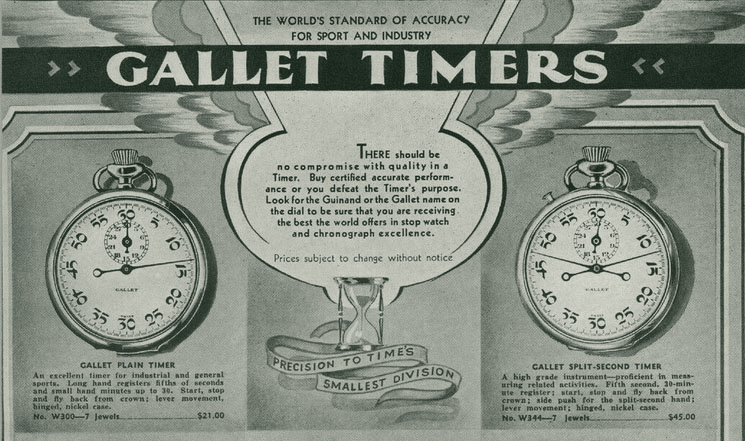 THE WORLD'S STANDARD OF ACCURACY
FOR SPORT AND INDUSTRY
>> GALLET TIMERS <<
THERE should be
no compromise with quality in a
Timer. Buy certified accurate perform-
ance or you defeat the Timer's purpose.
Look for the Guinand or the Gallet name on
the dial to be sure that you are receiving
the best the world offers in stop watch
and chronograph excellence.
Prices subject to change without notice
GALLET
GALLET
PRECISION TO TIME'S
SMALLEST DIVISION
GALLET PLAIN TIMER
An excellent timer for industrial and general
sports. Long hand registers fifths of seconds
and small hand minutes up to 30. Start, stop
and fly back from crown; lever movement,
hinged, nickel case.
No. W300—7 Jewels $21.00
GALLET SPLIT-SECOND TIMER
A high grade instrument—proficient in meas-
uring related activities. Fifth second, 30-min-
ute register; start, stop and fly back from
crown; side push for the split-second hand;
lever movement; hinged, nickel case.
No. W344—7 Jewels $45.00